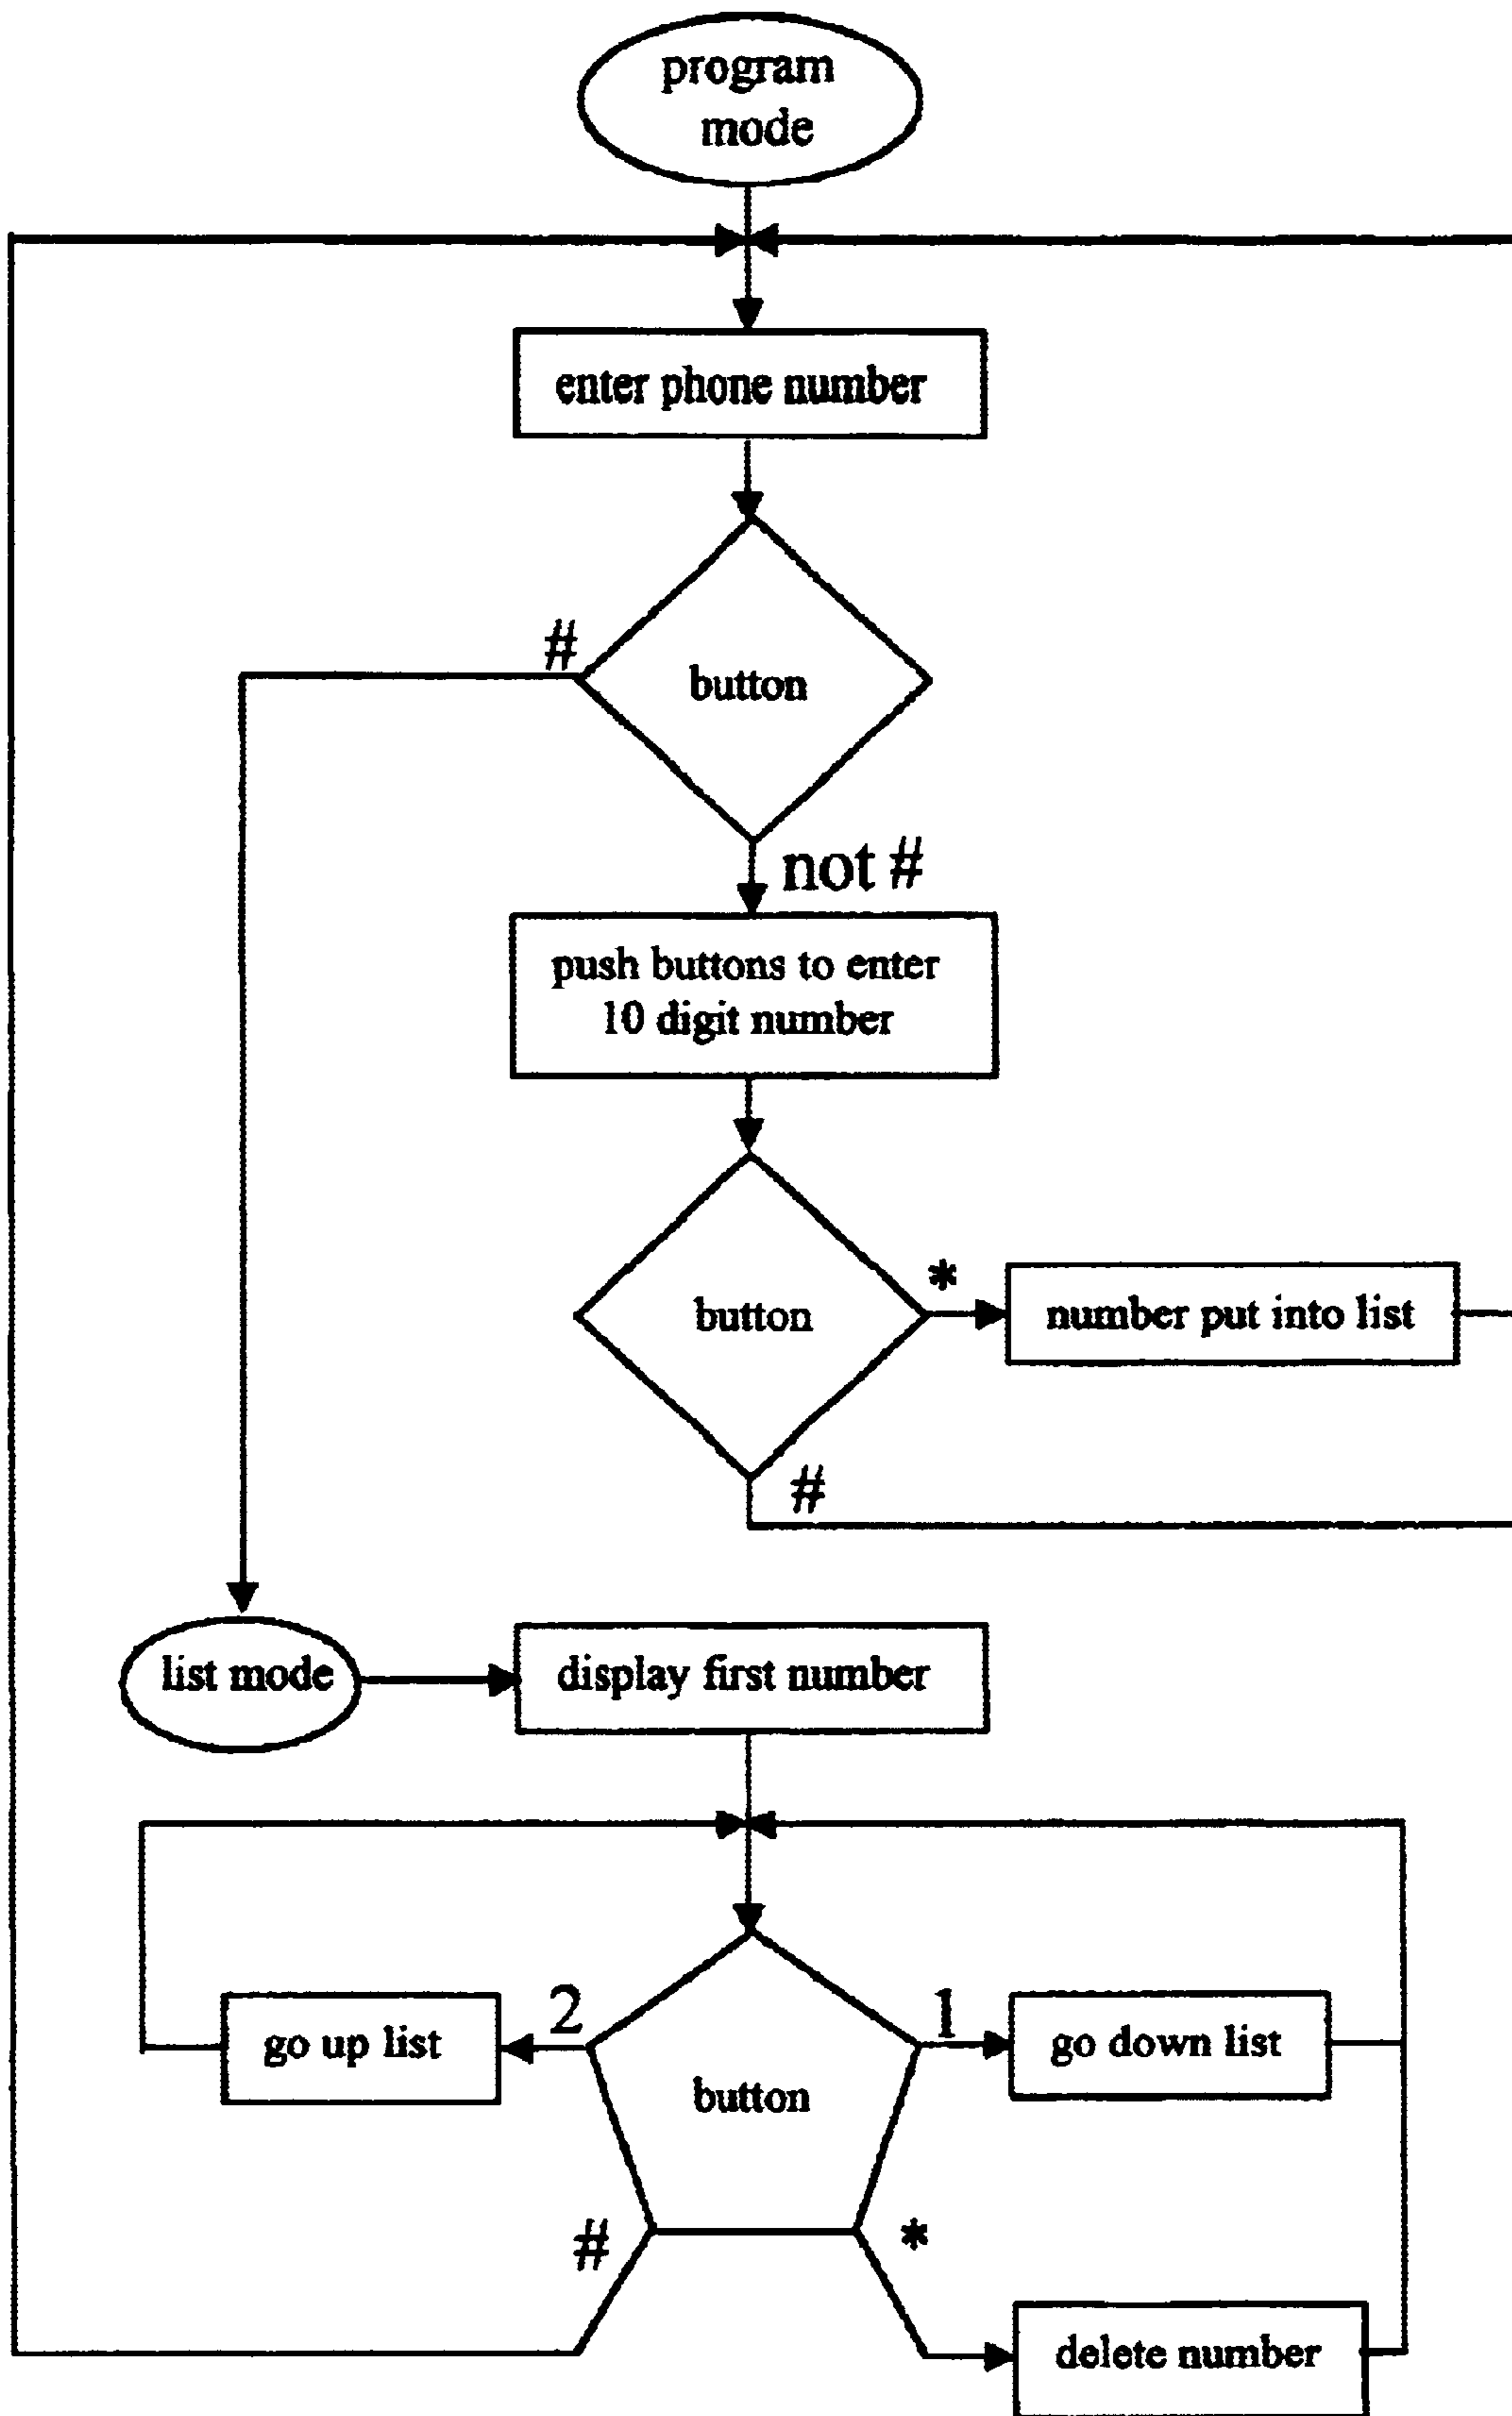 program
mode
enter phone number
#
button
not #
push buttons to enter
10 digit number
*
button
number put into list
#
list mode
display first number
2
1
go up list
go down list
button
#
*
delete number